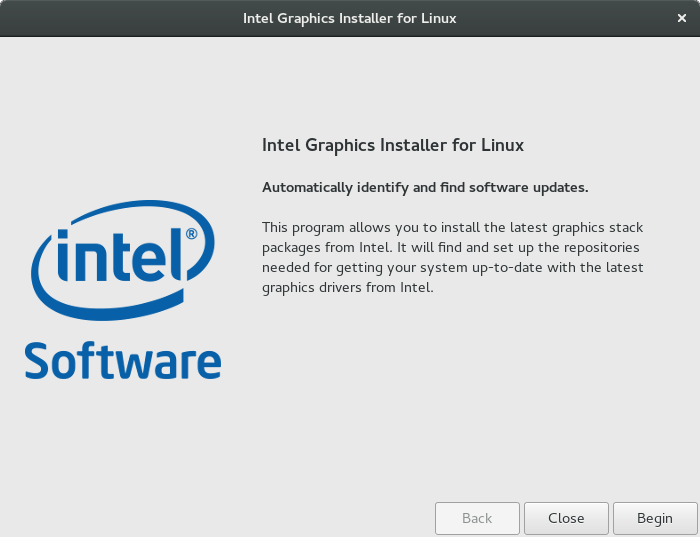 Intel Graphics Installer for Linux
Intel Graphics Installer for Linux
Automatically identify and find software updates.
This program allows you to install the latest graphics stack
packages from Intel. It will find and set up the repositories
needed for getting your system up-to-date with the latest
graphics drivers from Intel.
intel®
Software
Back Close Begin